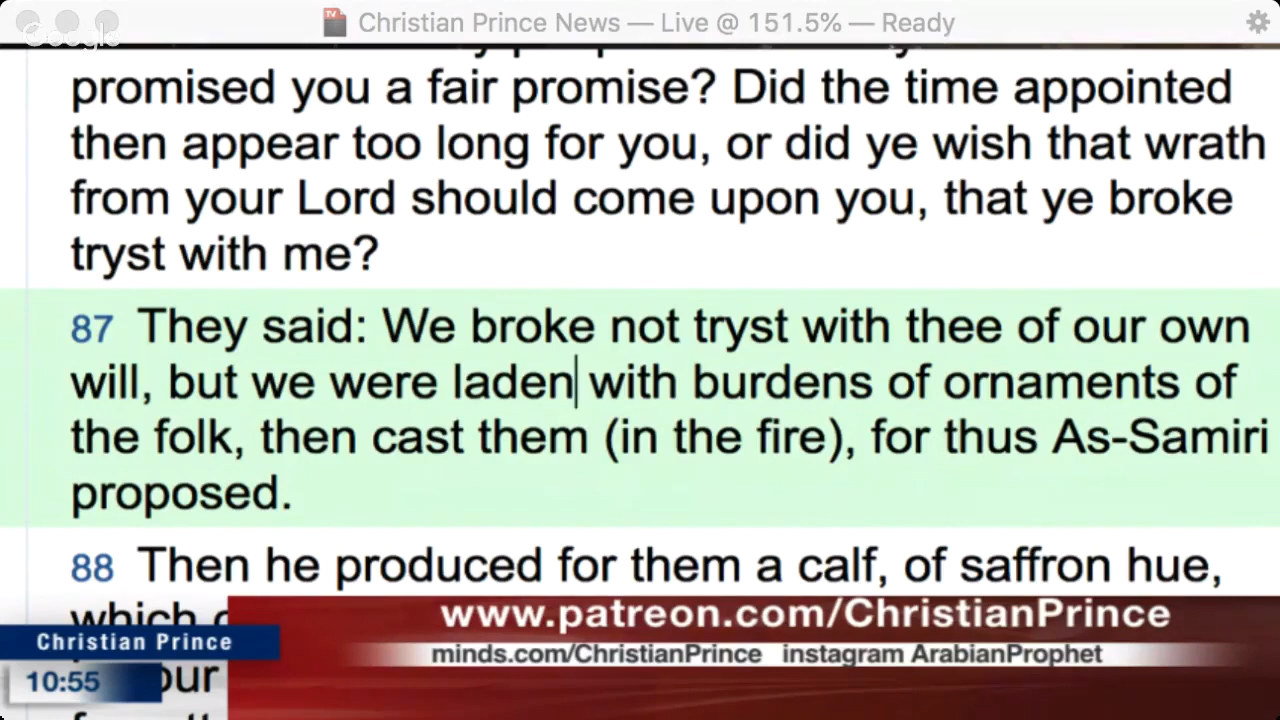 Christian Prince News — Live @ 151.5% — Ready
Google
promised you a fair promise? Did the time appointed
then appear too long for you, or did ye wish that wrath
from your Lord should come upon you, that ye broke
tryst with me?
87 They said: We broke not tryst with thee of our own
will, but we were laden with burdens of ornaments of
the folk, then cast them (in the fire), for thus As-Samiri
proposed.
88 Then he produced for them a calf, of saffron hue,
which
www.patreon.com/ChristianPrince
Christian Prince
minds.com/ChristianPrince instagram ArabianProphet
10:55